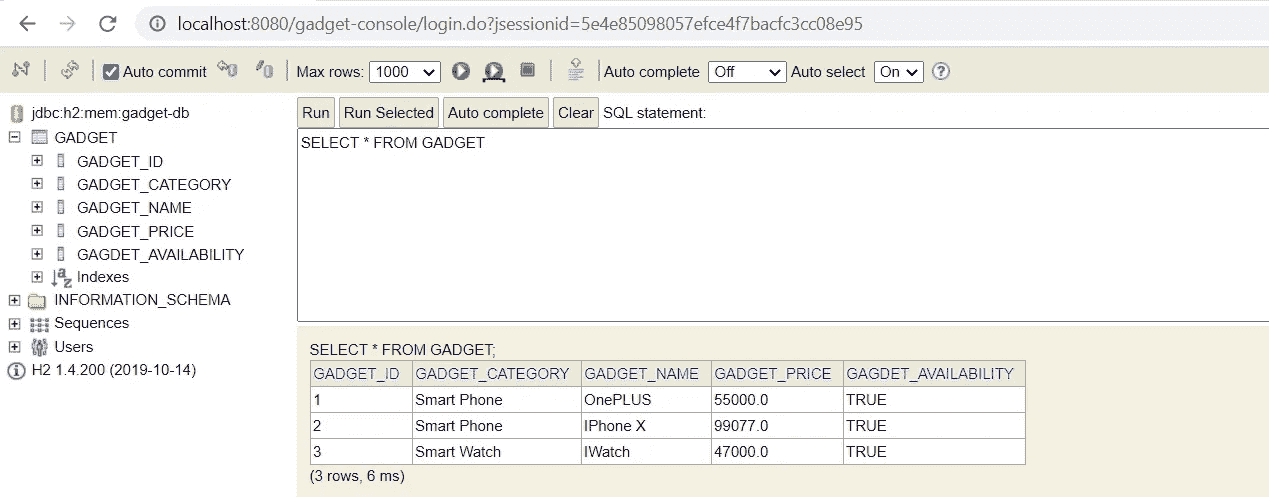 localhost:8080/gadget-console/login.do?jsessionid=5e4e85098057efce4f7bacfc3cc08e95
Auto commit Max rows: 1000 Auto complete Off Auto select On ?
jdbc:h2:mem:gadget-db
GADGET
GADGET_ID
GADGET_CATEGORY
GADGET_NAME
GADGET_PRICE
GAGDET_AVAILABILITY
Indexes
INFORMATION_SCHEMA
Sequences
Users
H2 1.4.200 (2019-10-14)
Run Run Selected Auto complete Clear SQL statement:
SELECT * FROM GADGET
SELECT * FROM GADGET;
GADGET_ID GADGET_CATEGORY GADGET_NAME GADGET_PRICE GAGDET_AVAILABILITY
1 Smart Phone OnePLUS 55000.0 TRUE
2 Smart Phone IPhone X 99077.0 TRUE
3 Smart Watch IWatch 47000.0 TRUE
(3 rows, 6 ms)